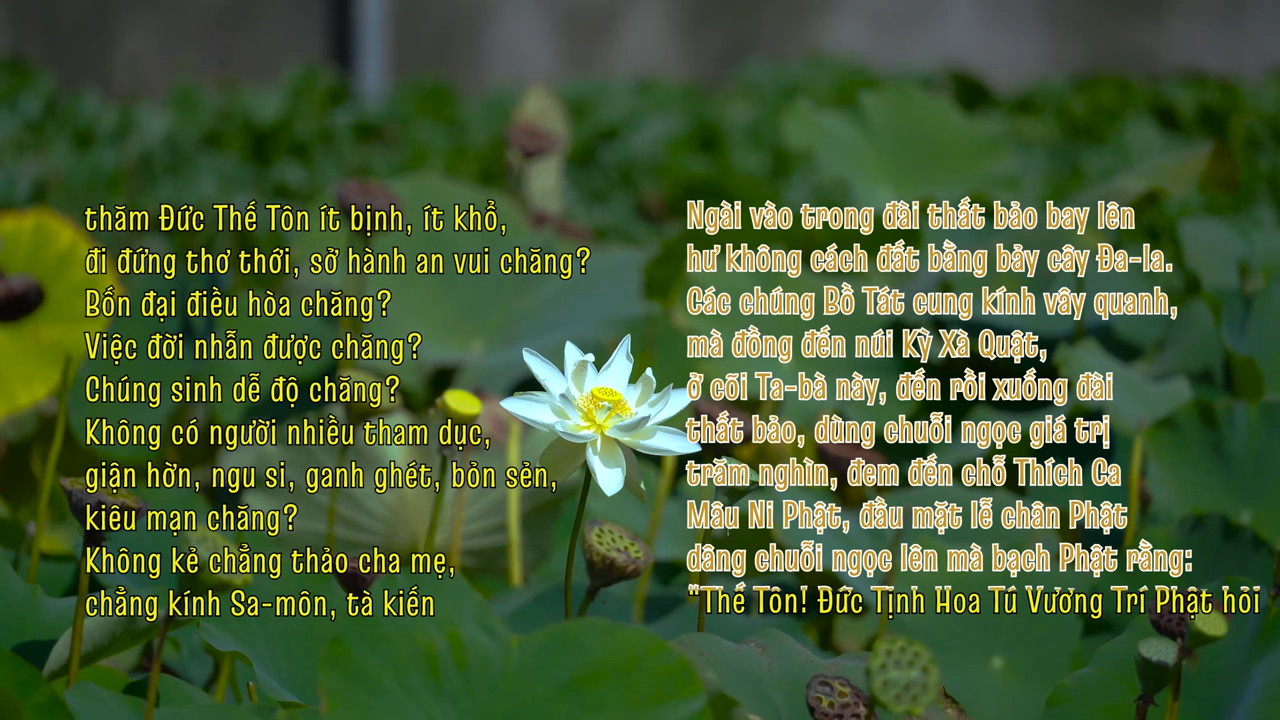 thăm Đức Thế Tôn ít bịnh, ít khổ,
đi đứng thơ thới, sở hành an vui chăng?
Bốn đại điều hòa chăng?
Việc đời nhẫn được chăng?
Chúng sinh dễ độ chăng?
Không có người nhiều tham dục,
giận hờn, ngu si, ganh ghét, bỏn sẻn,
kiêu mạn chăng?
Không kẻ chẳng thảo cha mẹ,
chẳng kính Sa-môn, tà kiến
Ngài vào trong đài thất bảo bay lên
hư không cách đất bằng bảy cây Đa-la.
Các chúng Bồ Tát cung kính vây quanh,
mà đồng đến núi Kỳ Xà Quật,
ở cõi Ta-bà này, đến rồi xuống đài
thất bảo, dùng chuỗi ngọc giá trị
trăm nghìn, đem đến chỗ Thích Ca
Mâu Ni Phật, đầu mặt lễ chân Phật
dâng chuỗi ngọc lên mà bạch Phật rằng:
"Thế Tôn! Đức Tịnh Hoa Tú Vương Trí Phật hỏi